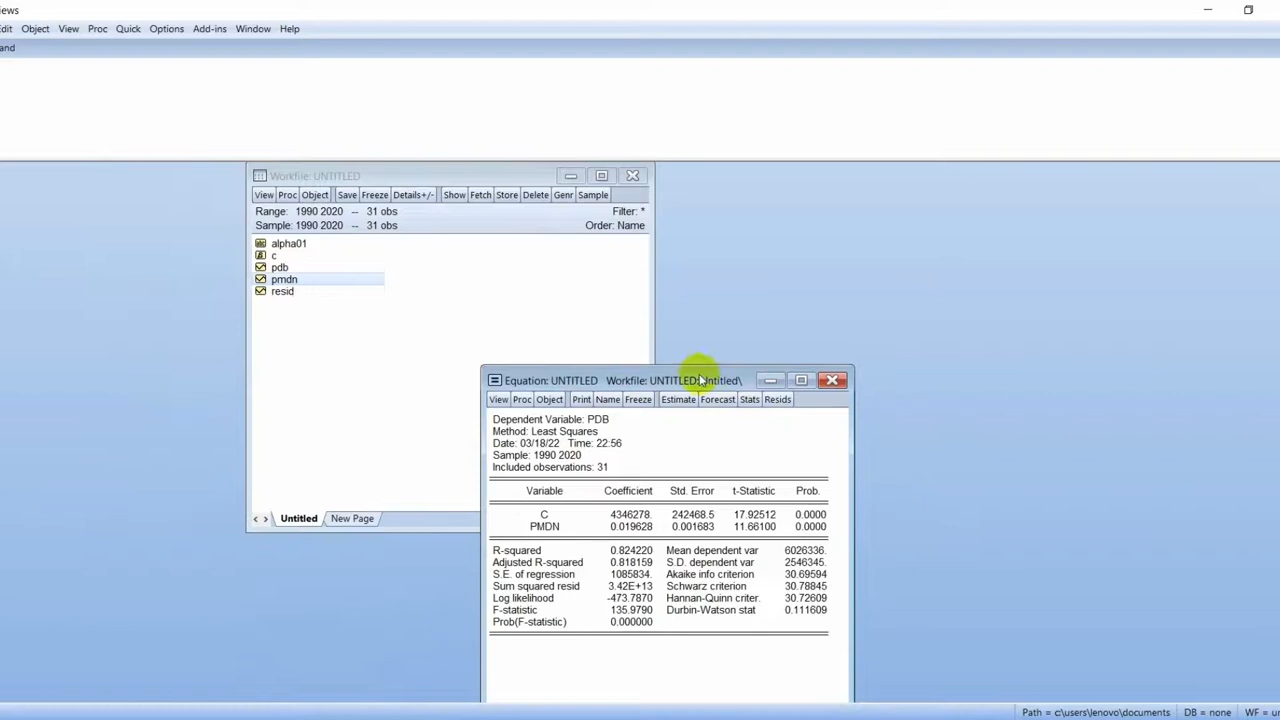 iews
Edit Object View Proc Quick Options Add-ins Window Help
and
Workfile: UNTITLED
View Proc Object Save Freeze Details+/- Show Fetch Store Delete Genr Sample
Range: 1990 2020 -- 31 obs Filter: *
Sample: 1990 2020 -- 31 obs Order: Name
alpha01
c
pdb
pmdn
resid
Untitled New Page
Equation: UNTITLED Workfile: UNTITLED::Untitled\
View Proc Object Print Name Freeze Estimate Forecast Stats Resids
Dependent Variable: PDB
Method: Least Squares
Date: 03/18/22 Time: 22:56
Sample: 1990 2020
Included observations: 31
Variable Coefficient Std. Error t-Statistic Prob.
C 4346278. 242468.5 17.92512 0.0000
PMDN 0.019628 0.001683 11.66100 0.0000
R-squared 0.824220 Mean dependent var 6026336.
Adjusted R-squared 0.818159 S.D. dependent var 2546345.
S.E. of regression 1085834. Akaike info criterion 30.69594
Sum squared resid 3.42E+13 Schwarz criterion 30.78845
Log likelihood -473.7870 Hannan-Quinn criter. 30.72609
F-statistic 135.9790 Durbin-Watson stat 0.111609
Prob(F-statistic) 0.000000
Path = c:\users\lenovo\documents DB = none WF = un